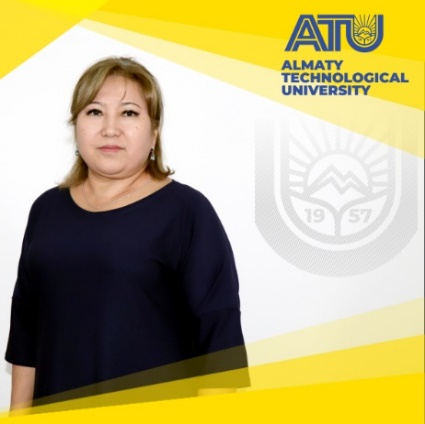 ATU
ALMATY
TECHNOLOGICAL
UNIVERSITY
19 57